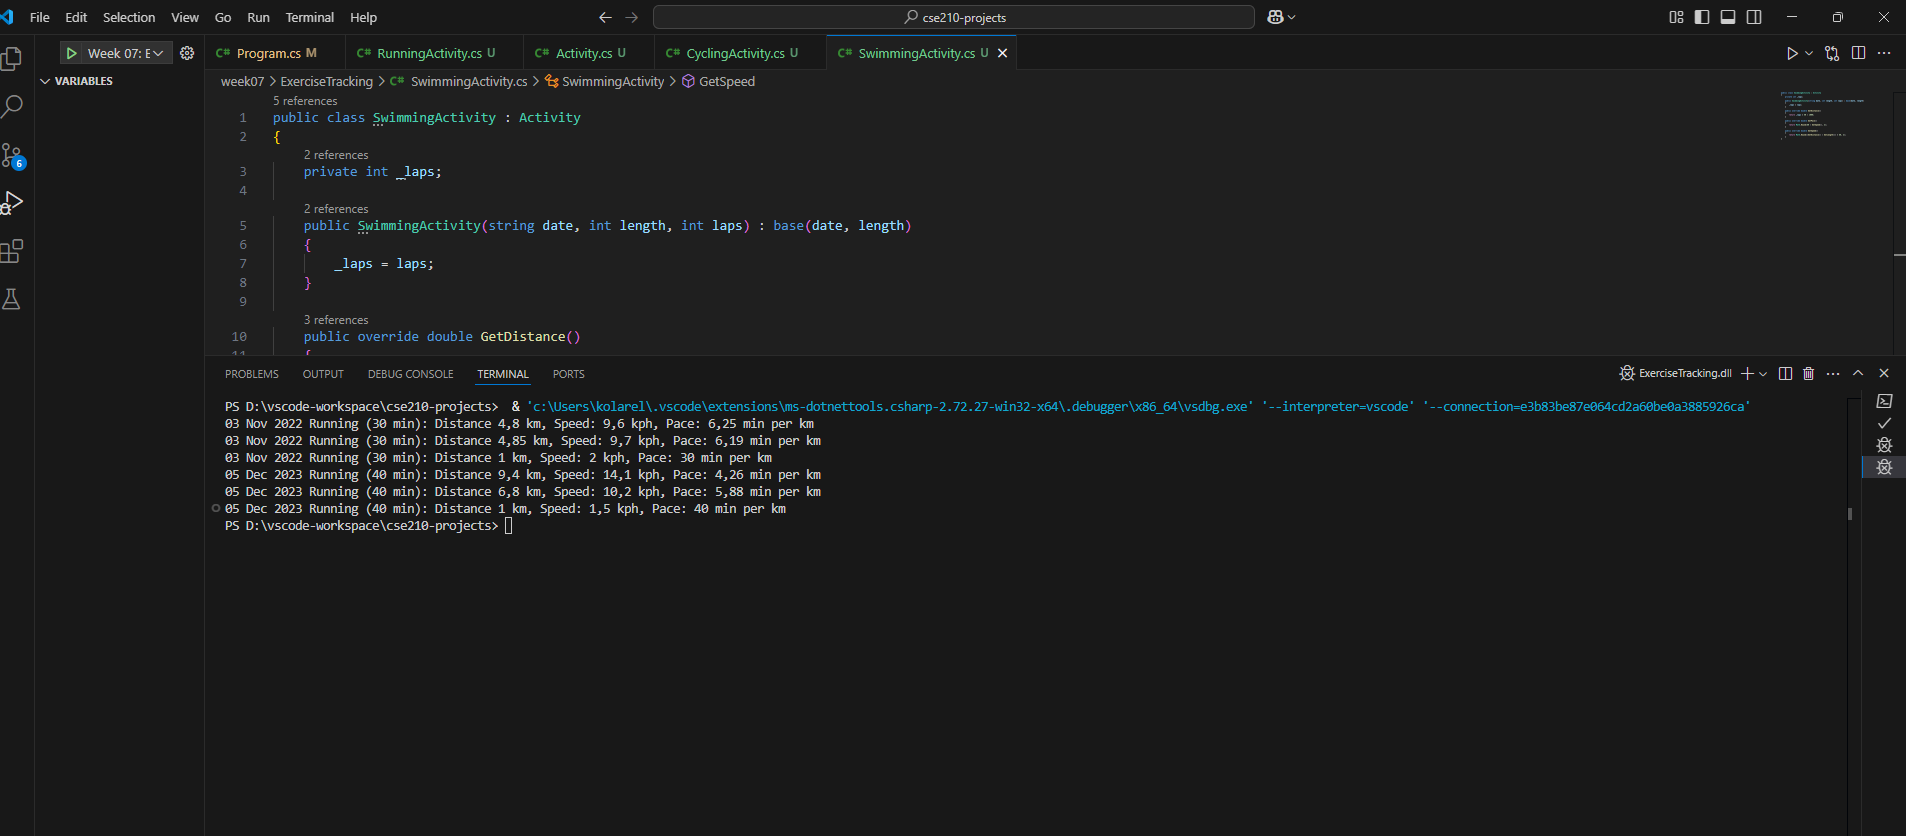 File Edit Selection View Go Run Terminal Help
cse210-projects
Week 07: E
Program.cs M
RunningActivity.cs U
Activity.cs U
CyclingActivity.cs U
SwimmingActivity.cs U
VARIABLES
week07 > ExerciseTracking > SwimmingActivity.cs > SwimmingActivity > GetSpeed
5 references
1 public class SwimmingActivity : Activity
2 {
2 references
3 private int _laps;
4
2 references
5 public SwimmingActivity(string date, int length, int laps) : base(date, length)
6 {
7 _laps = laps;
8 }
9
3 references
10 public override double GetDistance()
11 {
6
PROBLEMS OUTPUT DEBUG CONSOLE TERMINAL PORTS
ExerciseTracking.dll
PS D:\vscode-workspace\cse210-projects> & 'c:\Users\kolarel\.vscode\extensions\ms-dotnettools.csharp-2.72.27-win32-x64\.debugger\x86_64\vsdbg.exe' '--interpreter=vscode' '--connection=e3b83be87e064cd2a60be0a3885926ca'
03 Nov 2022 Running (30 min): Distance 4,8 km, Speed: 9,6 kph, Pace: 6,25 min per km
03 Nov 2022 Running (30 min): Distance 4,85 km, Speed: 9,7 kph, Pace: 6,19 min per km
03 Nov 2022 Running (30 min): Distance 1 km, Speed: 2 kph, Pace: 30 min per km
05 Dec 2023 Running (40 min): Distance 9,4 km, Speed: 14,1 kph, Pace: 4,26 min per km
05 Dec 2023 Running (40 min): Distance 6,8 km, Speed: 10,2 kph, Pace: 5,88 min per km
05 Dec 2023 Running (40 min): Distance 1 km, Speed: 1,5 kph, Pace: 40 min per km
PS D:\vscode-workspace\cse210-projects>